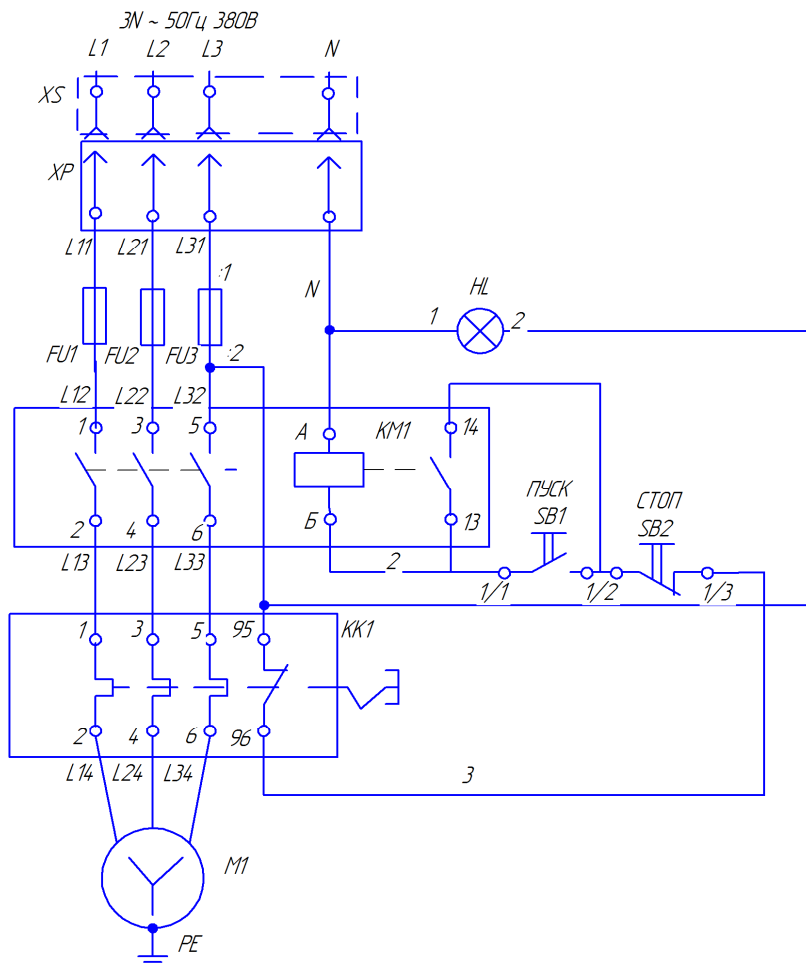 3N ~ 50Гц 380В
L1 L2 L3 N
XS
XP
L11 L21 L31
:1
N
HL
1 2
FU1 FU2 FU3 :2
L12 L22 L32
1 3 5 А КМ1 14
ПУСК
SB1
СТОП
SB2
2 4 6 Б 13
L13 L23 L33 2
1/1 1/2 1/3
1 3 5 95 КК1
2 4 6 96
L14 L24 L34 3
М1
PE